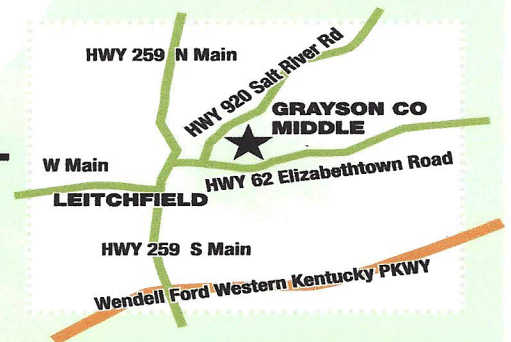 HWY 259 N Main
HWY 920 Salt River Rd
GRAYSON CO
MIDDLE
W Main
HWY 62 Elizabethtown Road
LEITCHFIELD
HWY 259 S Main
Wendell Ford Western Kentucky PKWY